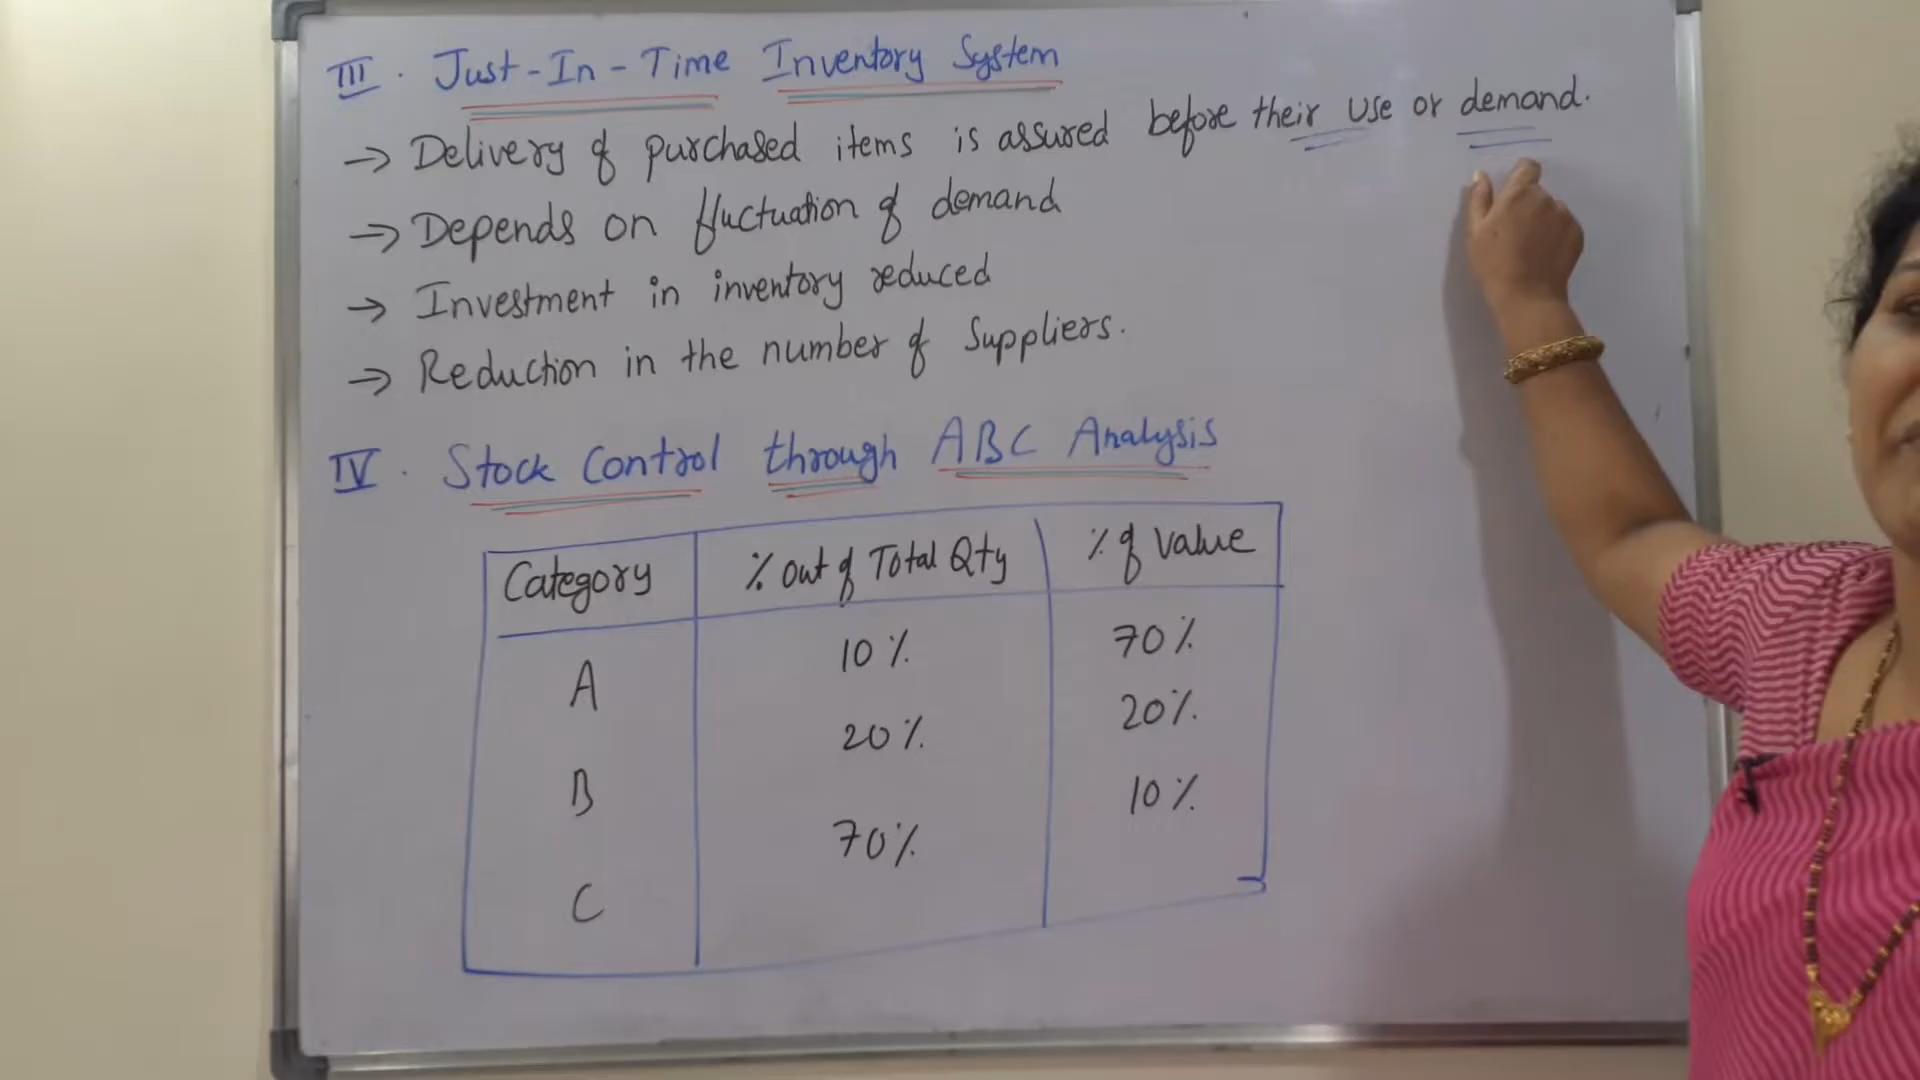 III. Just-In-Time Inventory System
→ Delivery of purchased items is assured before their use or demand.
→ Depends on fluctuation of demand
→ Investment in inventory reduced
→ Reduction in the number of Suppliers.
IV. Stock Control through ABC Analysis
Category % out of Total Qty % of value
A 10% 70%
B 20% 20%
C 70% 10%